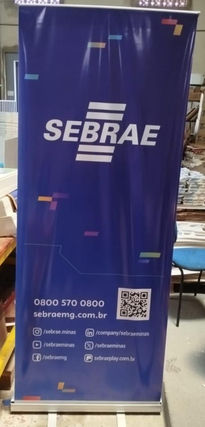 SEBRAE
0800 570 0800
sebraemg.com.br
/sebrae.minas
/company/sebraeminas
/sebraeminas
/sebraeminas
/sebraemg
sebraeplay.com.br